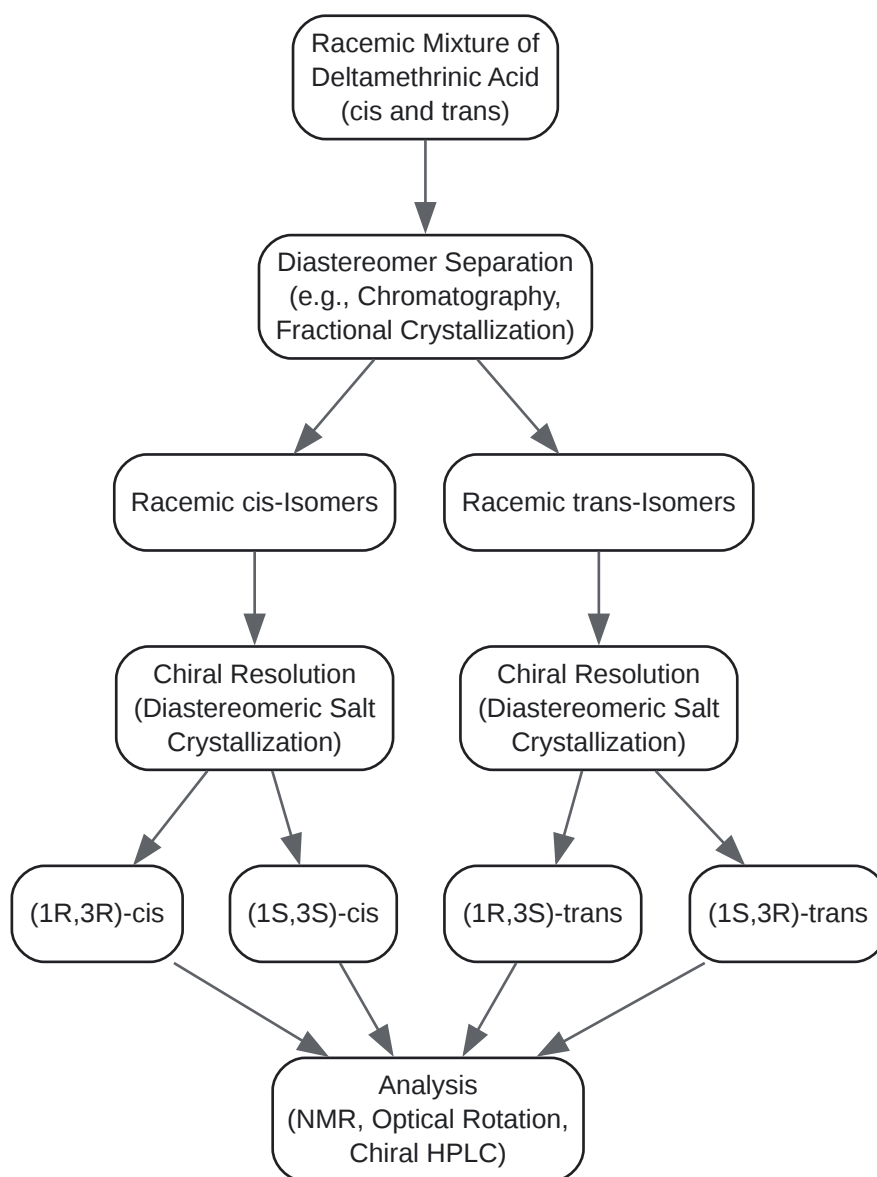 Racemic Mixture of
Deltamethrinic Acid
(cis and trans)
Diastereomer Separation
(e.g., Chromatography,
Fractional Crystallization)
Racemic cis-Isomers
Racemic trans-Isomers
Chiral Resolution
(Diastereomeric Salt
Crystallization)
Chiral Resolution
(Diastereomeric Salt
Crystallization)
(1R,3R)-cis
(1S,3S)-cis
(1R,3S)-trans
(1S,3R)-trans
Analysis
(NMR, Optical Rotation,
Chiral HPLC)